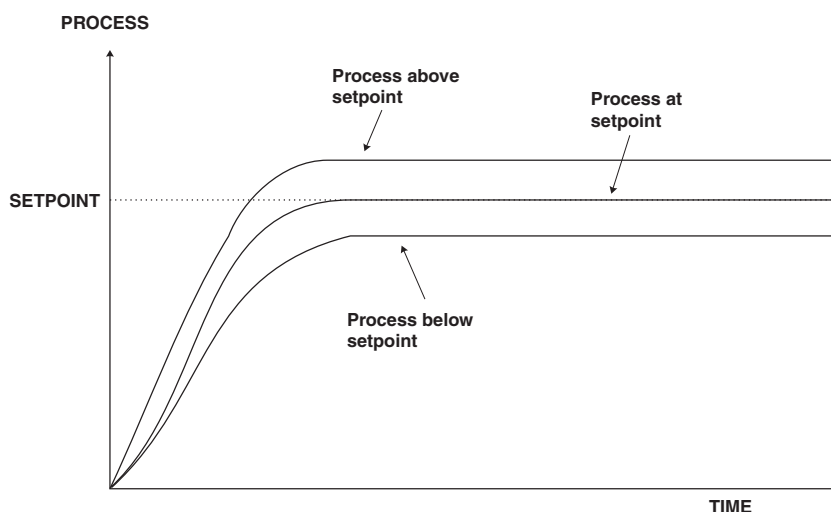 PROCESS
Process above
setpoint
Process at
setpoint
SETPOINT
Process below
setpoint
TIME